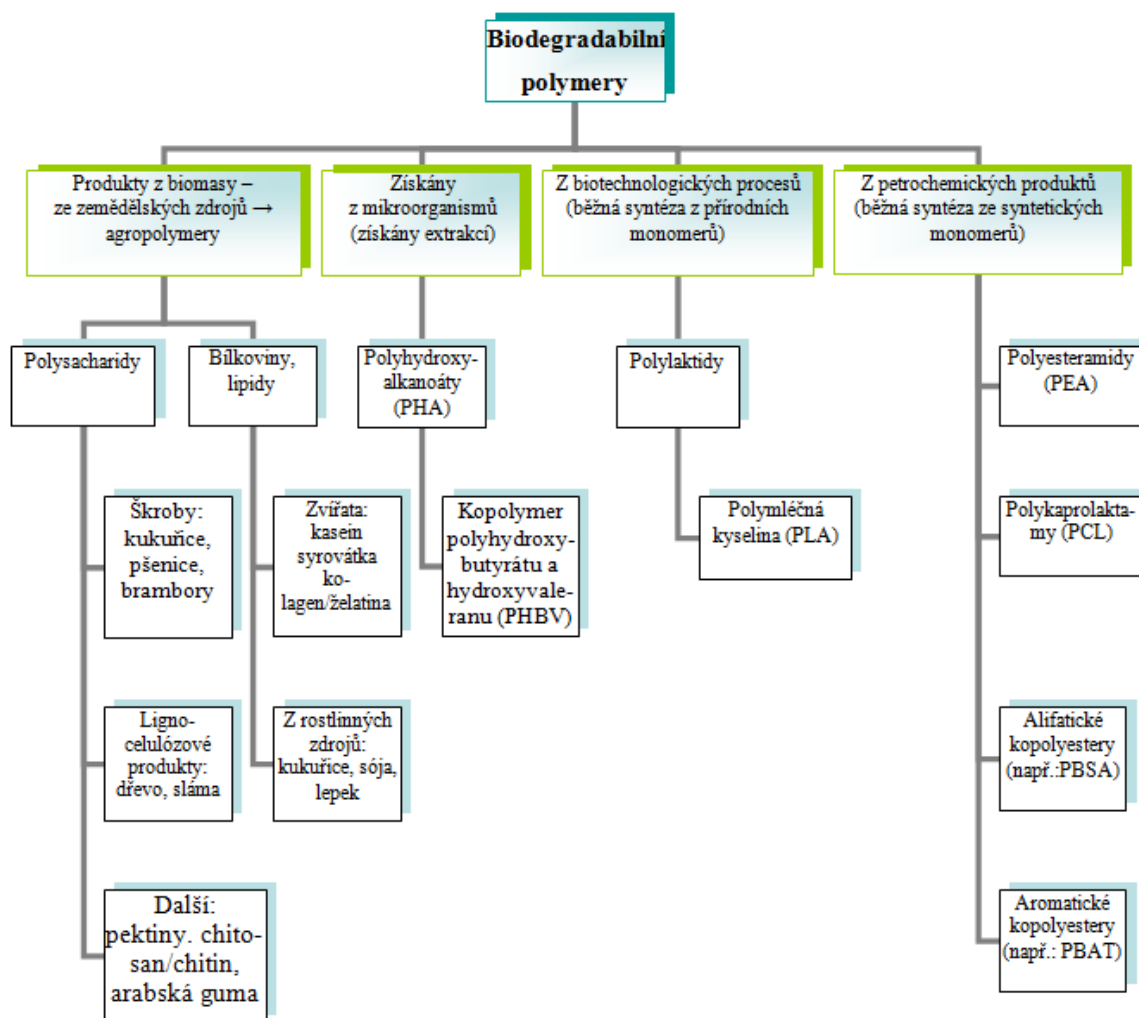 Biodegradabilní
polymery
Produkty z biomasy –
ze zemědělských zdrojů →
agropolymery
Získány
z mikroorganismů
(získány extrakcí)
Z biotechnologických procesů
(běžná syntéza z přírodních
monomerů)
Z petrochemických produktů
(běžná syntéza ze syntetických
monomerů)
Polysacharidy
Bílkoviny,
lipidy
Polyhydroxy-
alkanoáty
(PHA)
Polylaktidy
Polyesteramidy
(PEA)
Škroby:
kukuřice,
pšenice,
brambory
Zvířata:
kasein
syrovátka
ko-
lagen/želatina
Kopolymer
polyhydroxy-
butyrátu a
hydroxyvale-
ranu (PHBV)
Polymléčná
kyselina (PLA)
Polykaprolakta-
my (PCL)
Ligno-
celulózové
produkty:
dřevo, sláma
Z rostlinných
zdrojů:
kukuřice, sója,
lepek
Alifatické
kopolyestery
(např.:PBSA)
Další:
pektiny. chito-
san/chitin,
arabská guma
Aromatické
kopolyestery
(např.: PBAT)